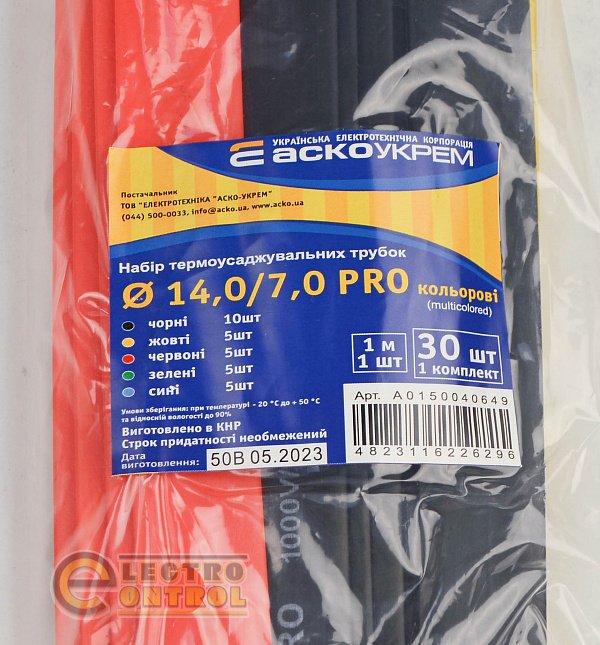 УКРАЇНСЬКА ЕЛЕКТРОТЕХНІЧНА КОРПОРАЦІЯ
АСКОУКРЕМ
Постачальник
ТОВ "ЕЛЕКТРОТЕХНІКА "АСКО-УКРЕМ"
(044) 500-0033, info@acko.ua, www.acko.ua
Набір термоусаджувальних трубок
Ø 14,0/7,0 PRO кольорові
(multicolored)
чорні 10шт
жовті 5шт
червоні 5шт
зелені 5шт
сині 5шт
1 м
1 шт
30 шт
1 комплект
Умови зберігання: при температурі - 20 °C до + 50 °C
та відносній вологості до 90%
Виготовлено в КНР
Строк придатності необмежений
Дата
виготовлення: 50В 05.2023
Арт. А0150040649
4823116226296
1000V
RO
ELECTRO
CONTROL